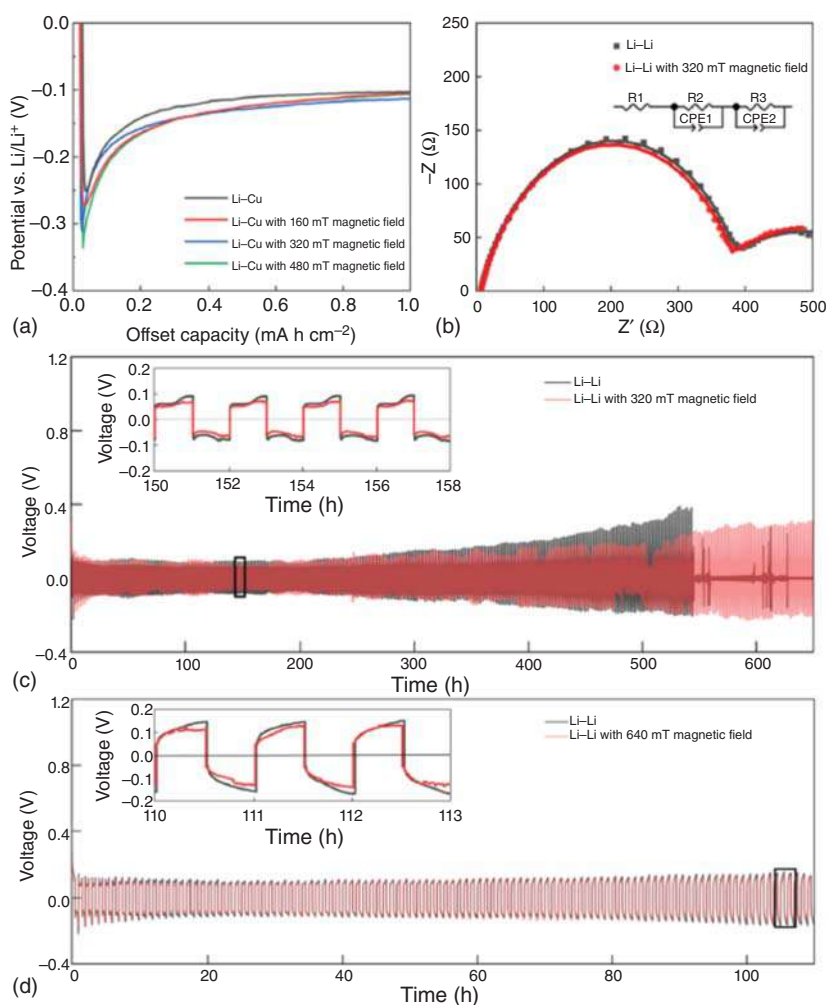 0.0
–0.1
–0.2
–0.3
–0.4
Potential vs. Li/Li⁺ (V)
Li–Cu
Li–Cu with 160 mT magnetic field
Li–Cu with 320 mT magnetic field
Li–Cu with 480 mT magnetic field
0.0 0.2 0.4 0.6 0.8 1.0
Offset capacity (mA h cm⁻²)
(a)
250
200
150
100
50
0
–Z (Ω)
Li–Li
Li–Li with 320 mT magnetic field
R1 R2 R3
CPE1 CPE2
0 100 200 300 400 500
Z′ (Ω)
(b)
1.2
0.8
0.4
0.0
–0.4
Voltage (V)
0.2
0.1
0.0
–0.1
–0.2
Voltage (V)
150 152 154 156 158
Time (h)
Li–Li
Li–Li with 320 mT magnetic field
0 100 200 300 400 500 600
Time (h)
(c)
1.2
0.8
0.4
0.0
–0.4
Voltage (V)
0.2
0.1
0.0
–0.1
–0.2
Voltage (V)
110 111 112 113
Time (h)
Li–Li
Li–Li with 640 mT magnetic field
0 20 40 60 80 100
Time (h)
(d)